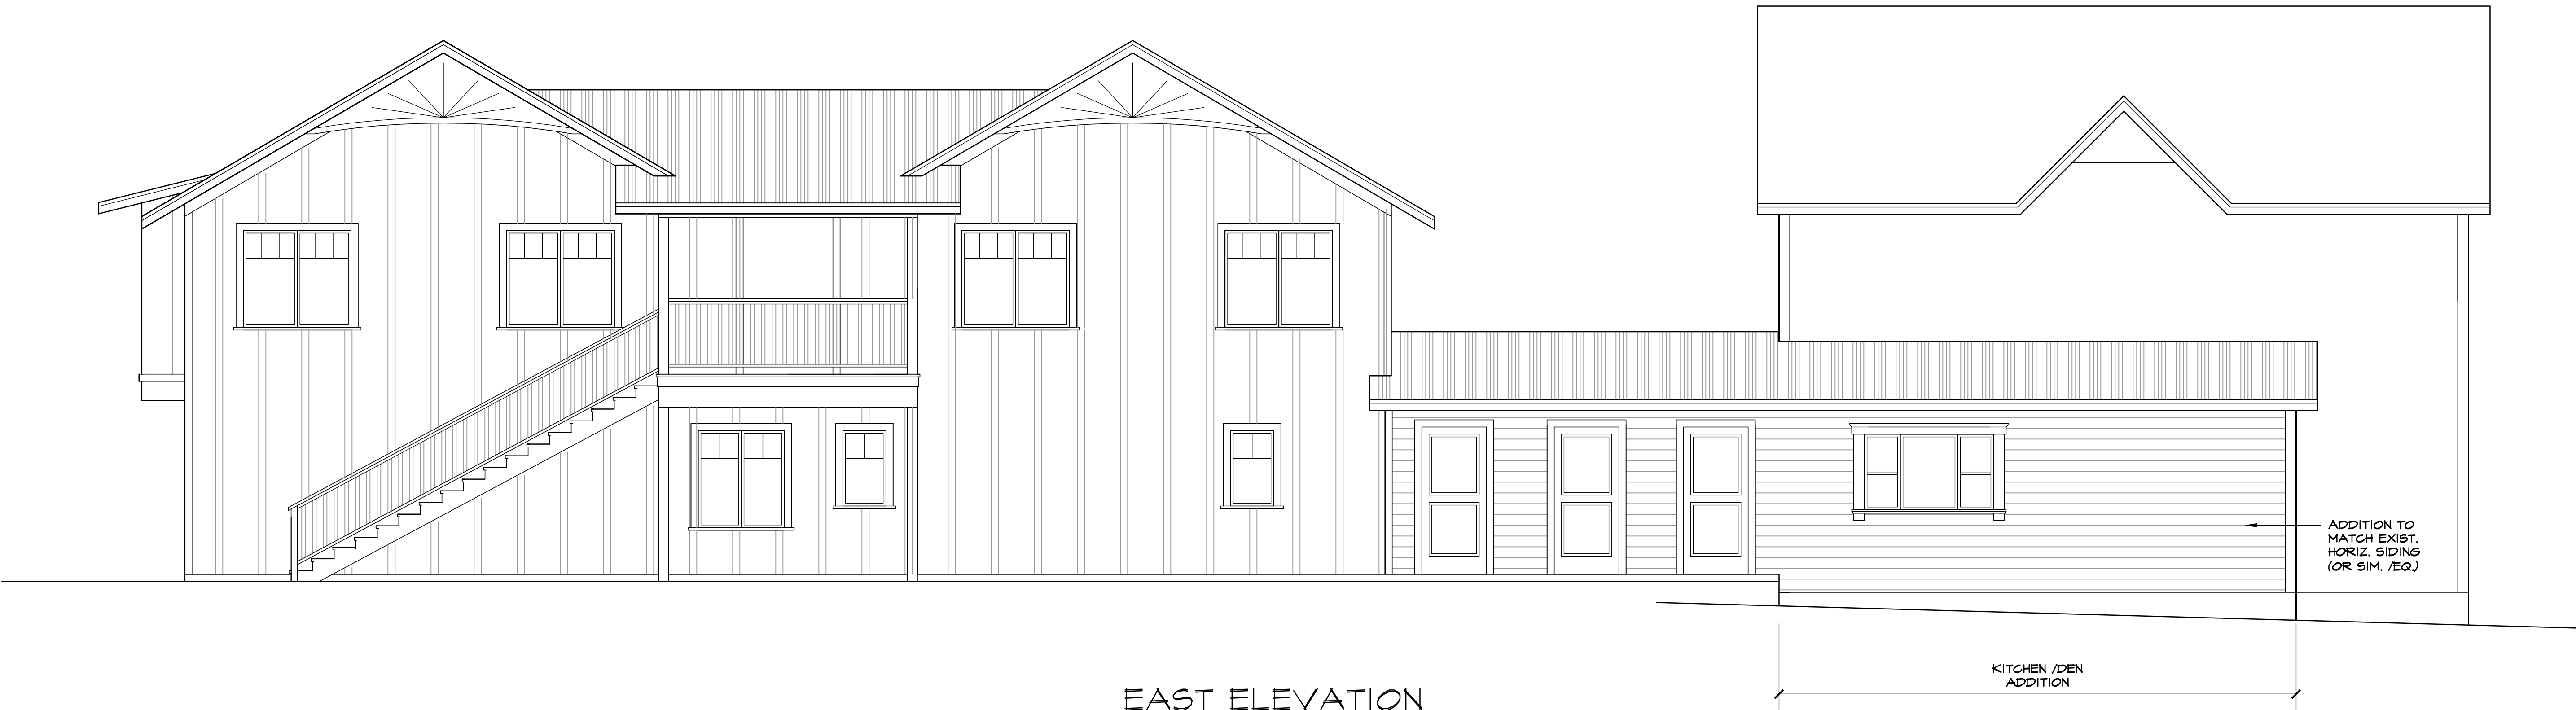 ADDITION TO
MATCH EXIST.
HORIZ. SIDING
(OR SIM. /EQ.)
KITCHEN /DEN
ADDITION
EAST ELEVATION